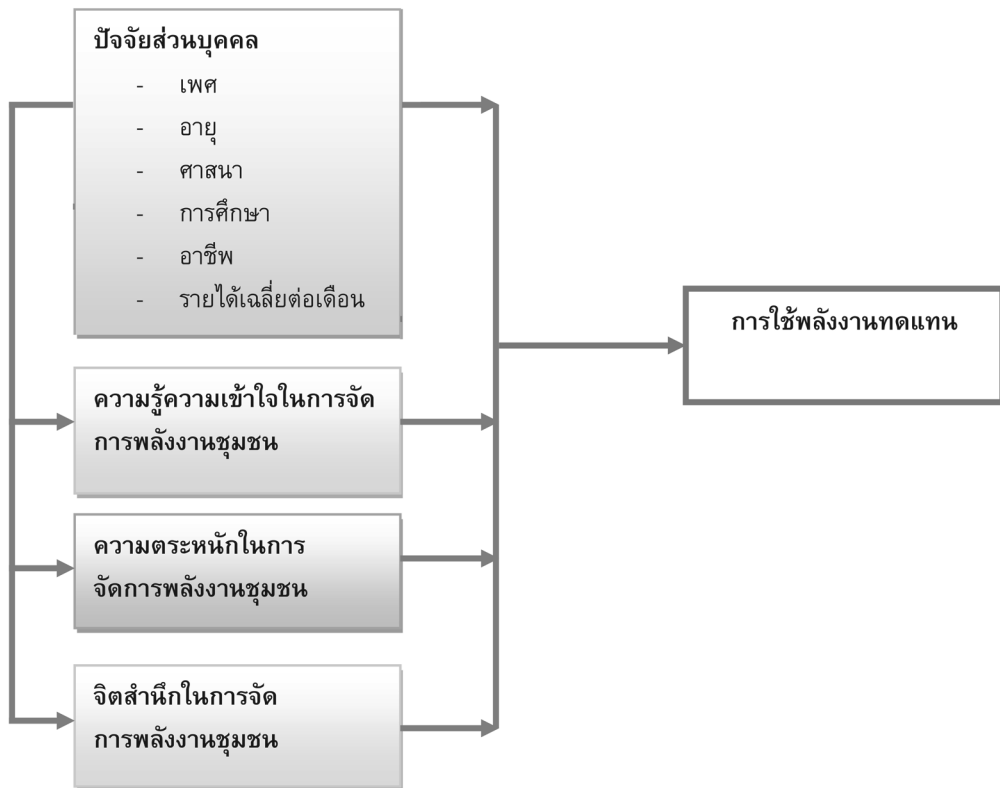 ปัจจัยส่วนบุคคล
- เพศ
- อายุ
- ศาสนา
- การศึกษา
- อาชีพ
- รายได้เฉลี่ยต่อเดือน
การใช้พลังงานทดแทน
ความรู้ความเข้าใจในการจัด
การพลังงานชุมชน
ความตระหนักในการ
จัดการพลังงานชุมชน
จิตสำนึกในการจัด
การพลังงานชุมชน